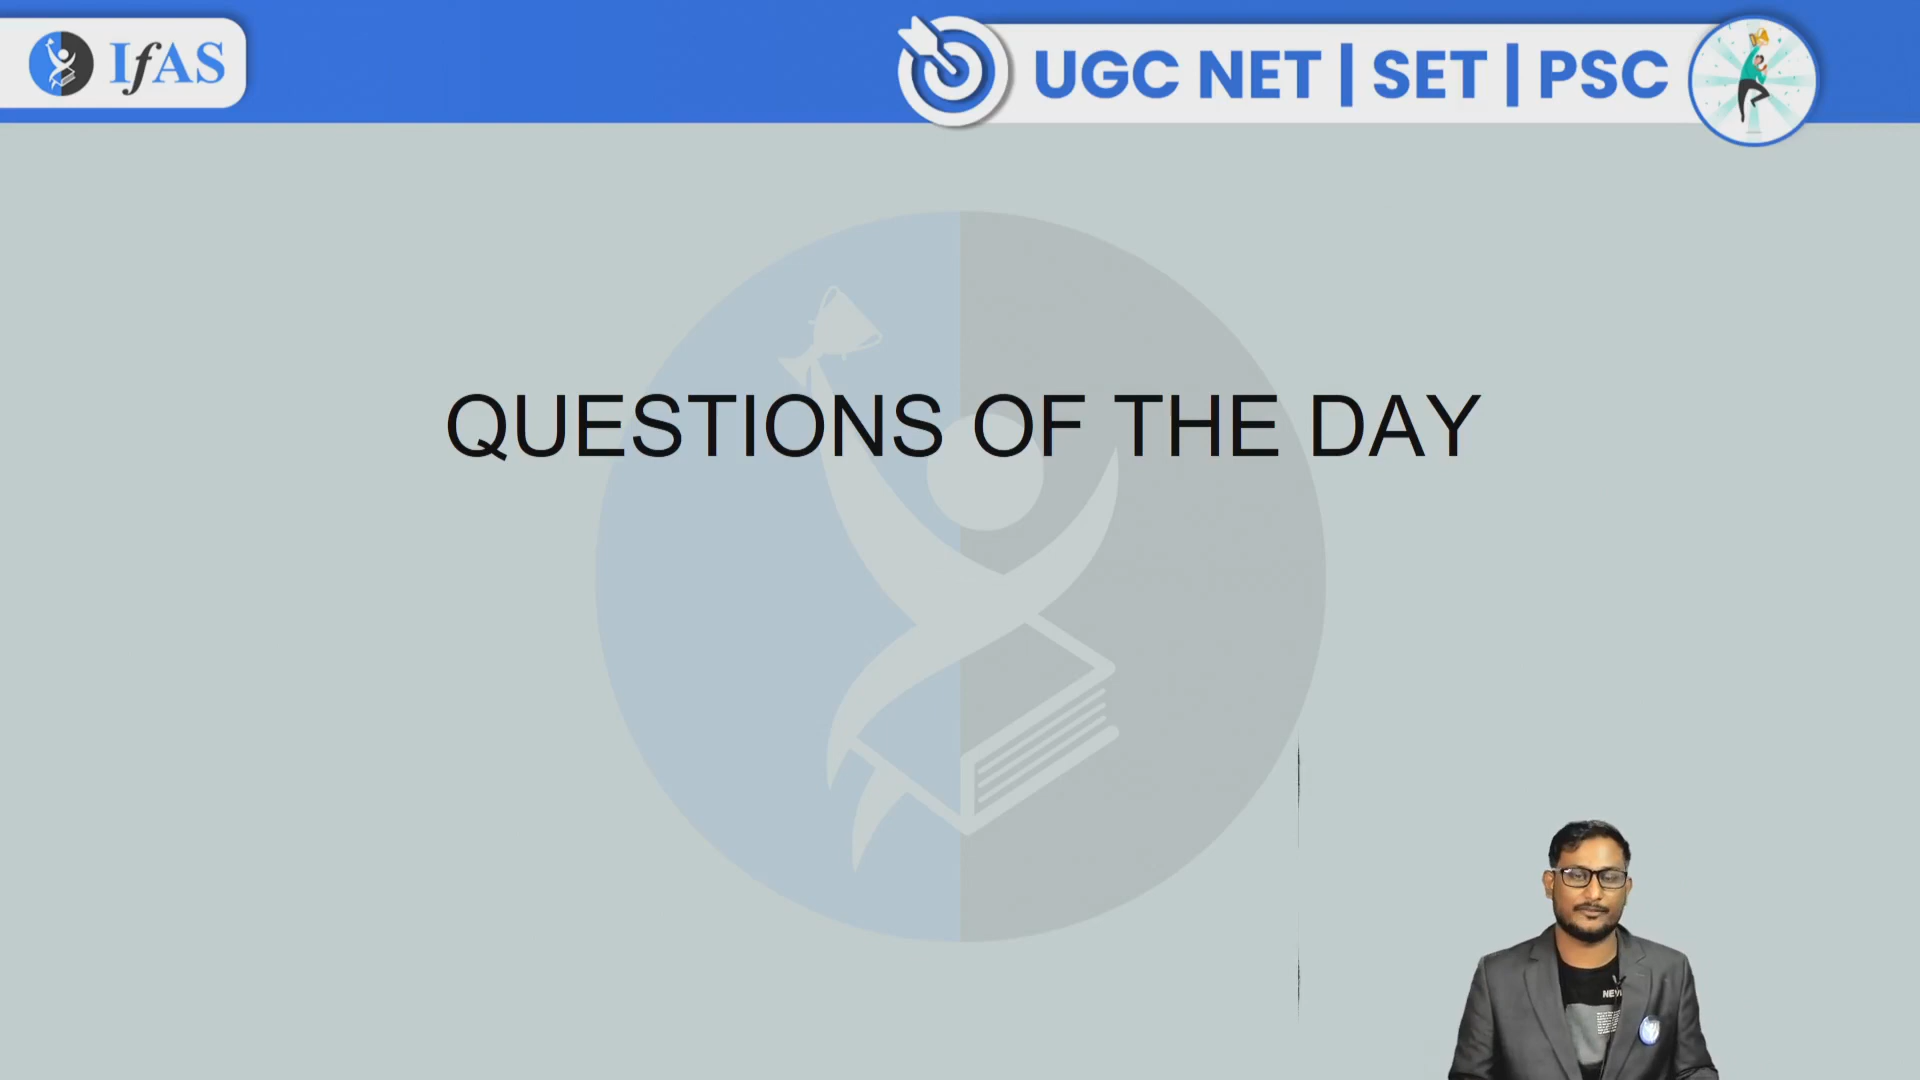 IfAS
UGC NET | SET | PSC
QUESTIONS OF THE DAY